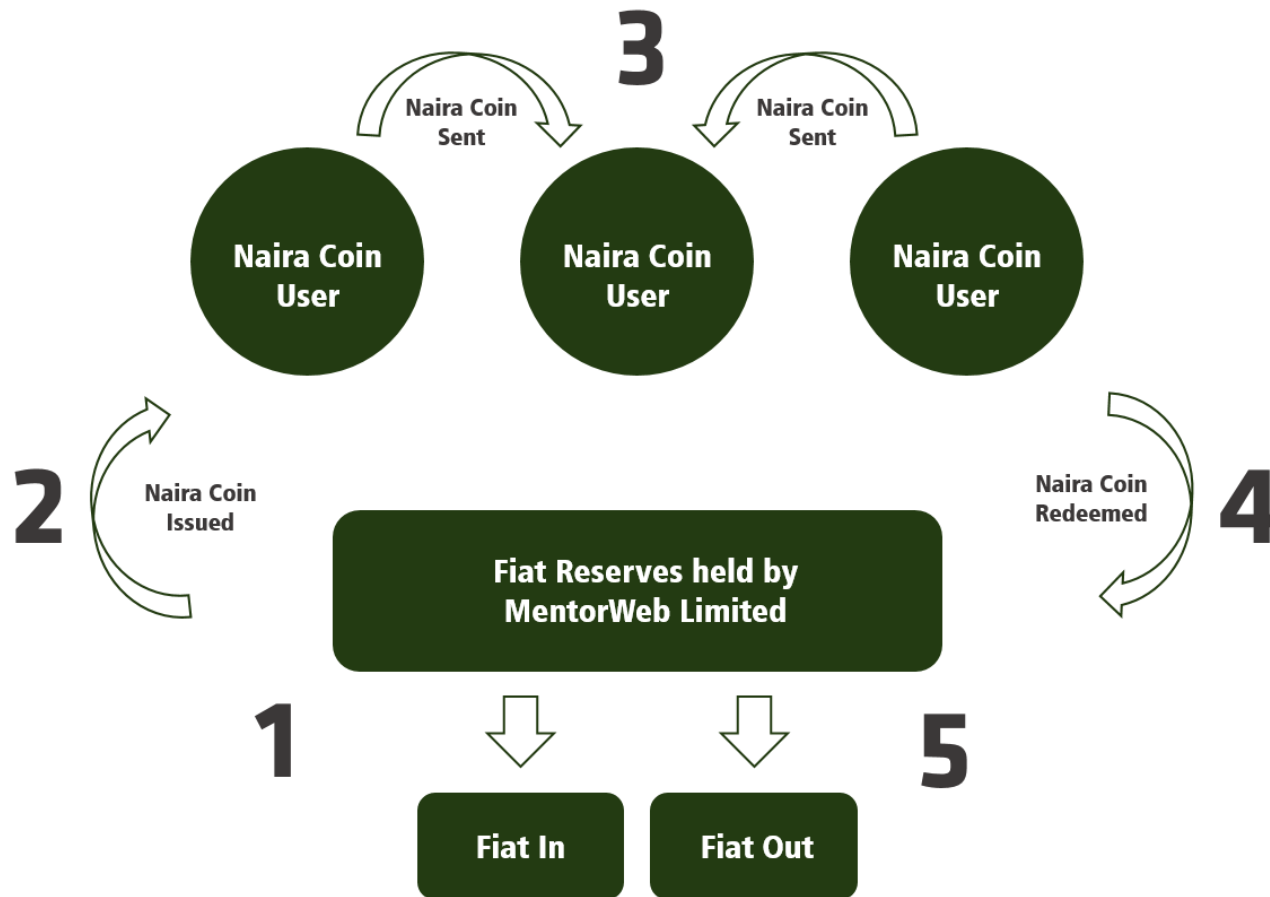 3
Naira Coin
Sent
Naira Coin
Sent
Naira Coin
User
Naira Coin
User
Naira Coin
User
2
Naira Coin
Issued
Naira Coin
Redeemed
4
Fiat Reserves held by
MentorWeb Limited
1
5
Fiat In
Fiat Out